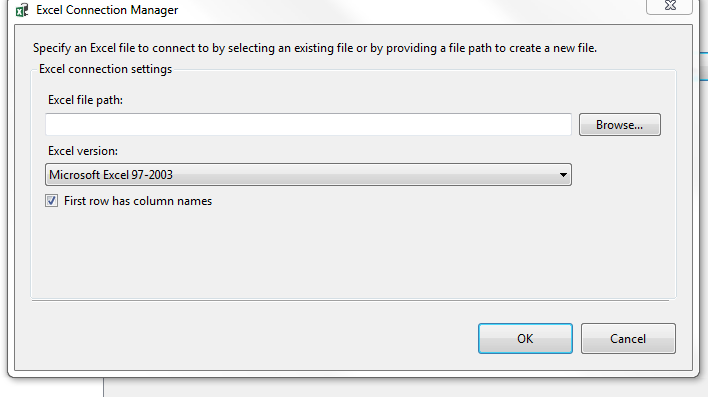 Excel Connection Manager
Specify an Excel file to connect to by selecting an existing file or by providing a file path to create a new file.
Excel connection settings
Excel file path:
Browse...
Excel version:
Microsoft Excel 97-2003
First row has column names
OK
Cancel